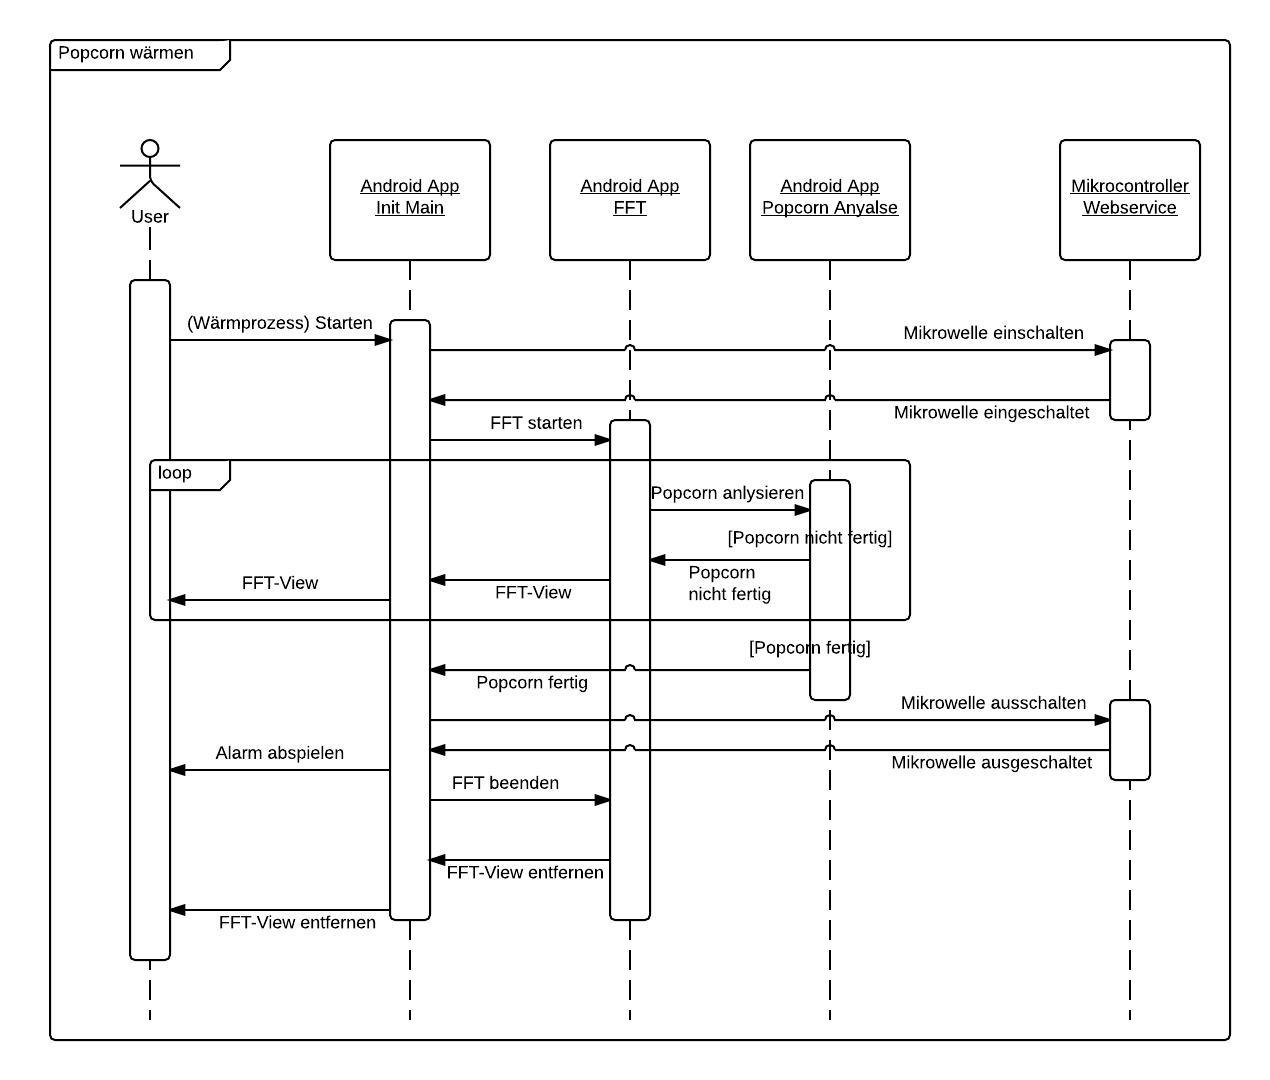 Popcorn wärmen
User
Android App
Init Main
Android App
FFT
Android App
Popcorn Anyalse
Mikrocontroller
Webservice
(Wärmprozess) Starten
Mikrowelle einschalten
Mikrowelle eingeschaltet
FFT starten
loop
Popcorn anlysieren
[Popcorn nicht fertig]
Popcorn
nicht fertig
FFT-View
FFT-View
[Popcorn fertig]
Popcorn fertig
Mikrowelle ausschalten
Mikrowelle ausgeschaltet
Alarm abspielen
FFT beenden
FFT-View entfernen
FFT-View entfernen